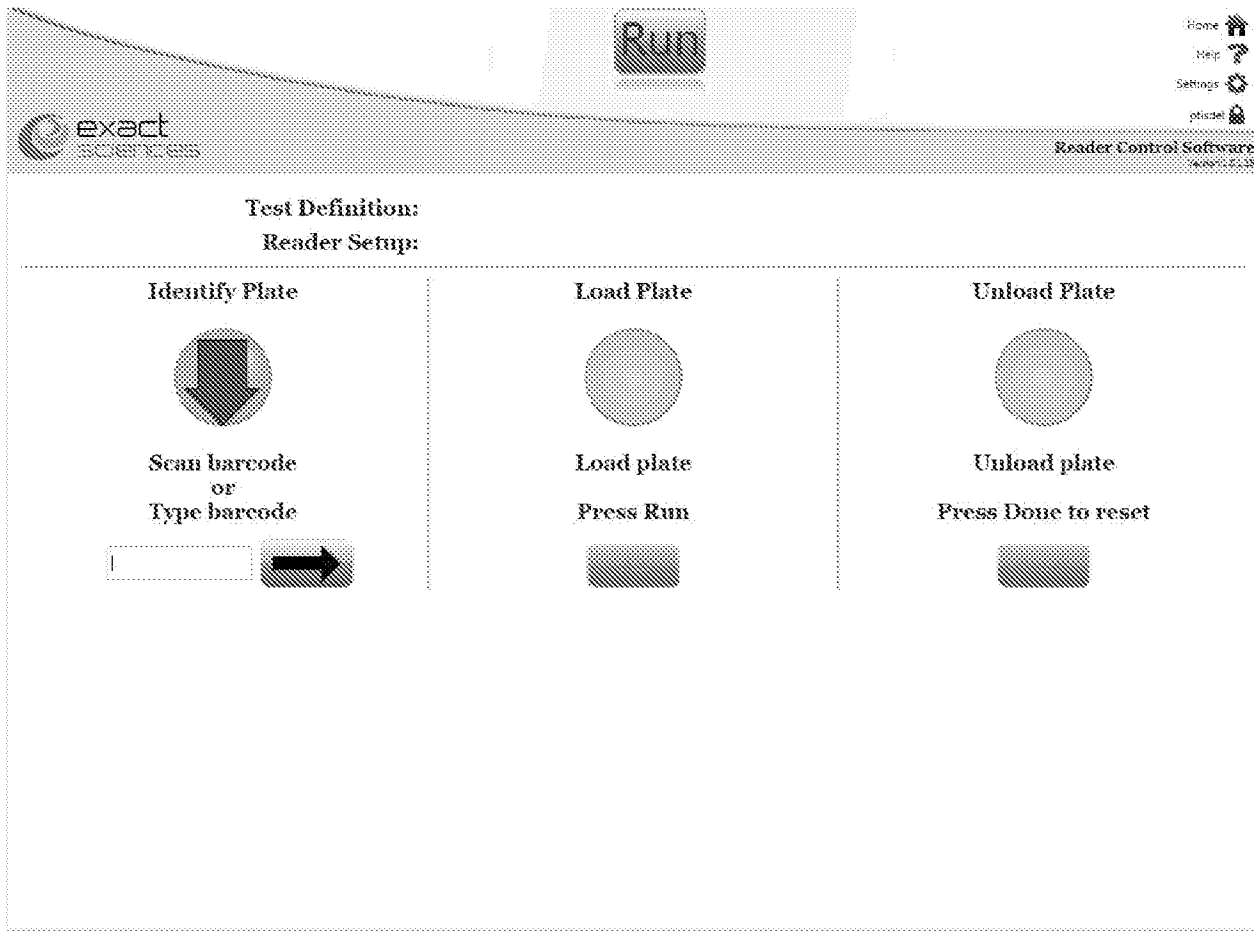 Run
Home
Help
Settings
ptisdel
exact
sciences
Reader Control Software
Test Definition:
Reader Setup:
Identify Plate
Scan barcode
or
Type barcode
Load Plate
Load plate
Press Run
Unload Plate
Unload plate
Press Done to reset